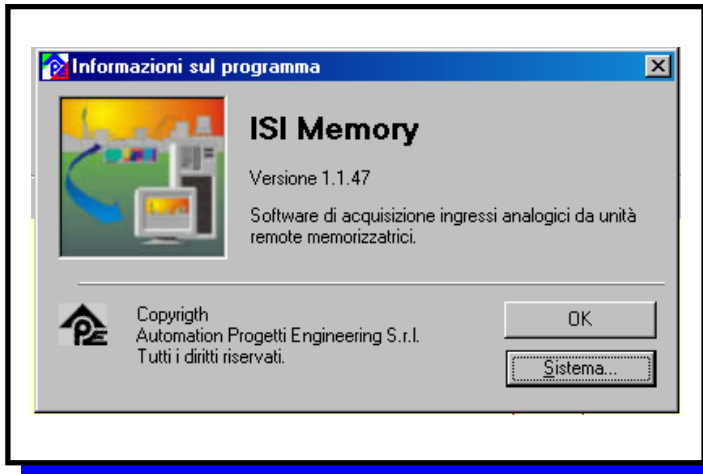 Informazioni sul programma
ISI Memory
Versione 1.1.47
Software di acquisizione ingressi analogici da unità
remote memorizzatrici.
Copyrigth
Automation Progetti Engineering S.r.l.
Tutti i diritti riservati.
OK
Sistema...